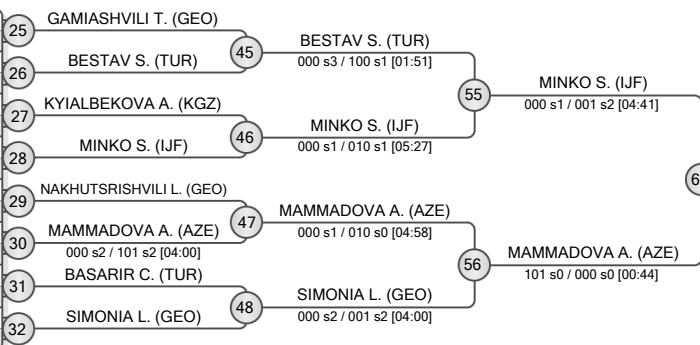 25 GAMIASHVILI T. (GEO)
26 BESTAV S. (TUR)
27 KYIALBEKOVA A. (KGZ)
28 MINKO S. (IJF)
29 NAKHUTSRISHVILI L. (GEO)
30 MAMMADOVA A. (AZE)
000 s2 / 101 s2 [04:00]
31 BASARIR C. (TUR)
32 SIMONIA L. (GEO)
45 BESTAV S. (TUR)
000 s3 / 100 s1 [01:51]
46 MINKO S. (IJF)
000 s1 / 010 s1 [05:27]
47 MAMMADOVA A. (AZE)
000 s1 / 010 s0 [04:58]
48 SIMONIA L. (GEO)
000 s2 / 001 s2 [04:00]
55 MINKO S. (IJF)
000 s1 / 001 s2 [04:41]
56 MAMMADOVA A. (AZE)
101 s0 / 000 s0 [00:44]